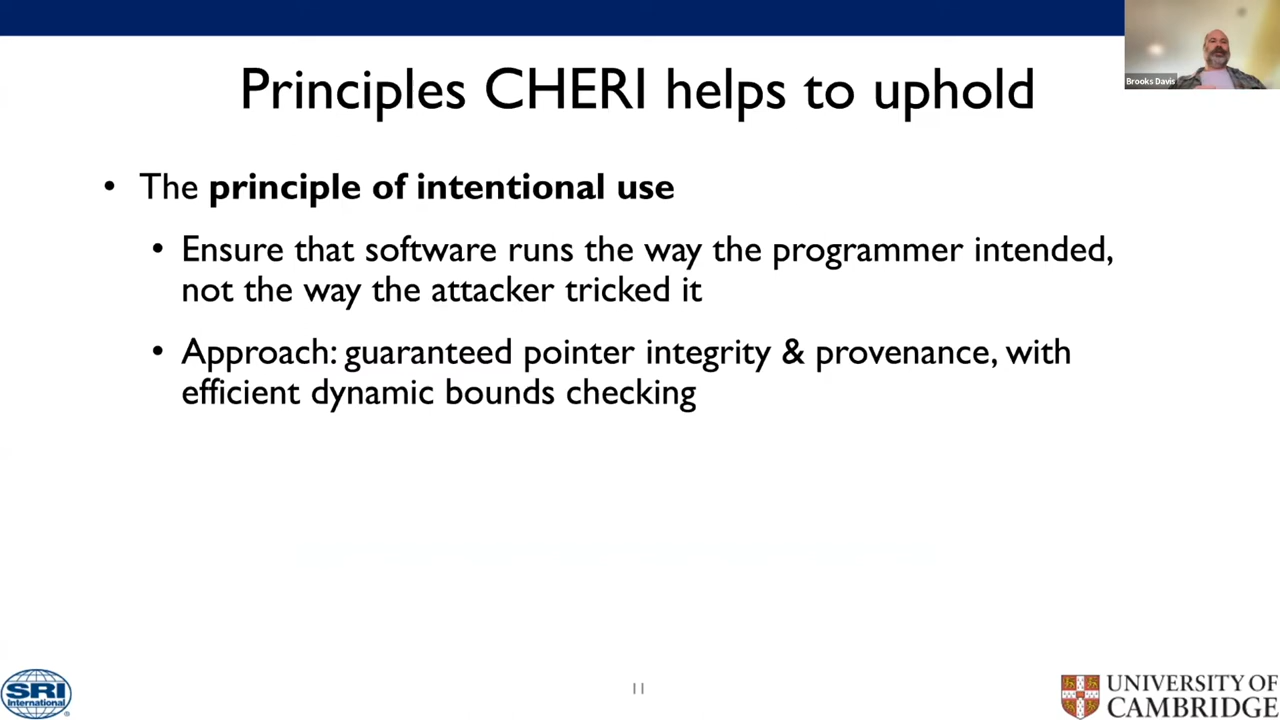 Brooks Davis
Principles CHERI helps to uphold
• The principle of intentional use
• Ensure that software runs the way the programmer intended,
not the way the attacker tricked it
• Approach: guaranteed pointer integrity & provenance, with
efficient dynamic bounds checking
SRI
International
®
11
UNIVERSITY OF
CAMBRIDGE